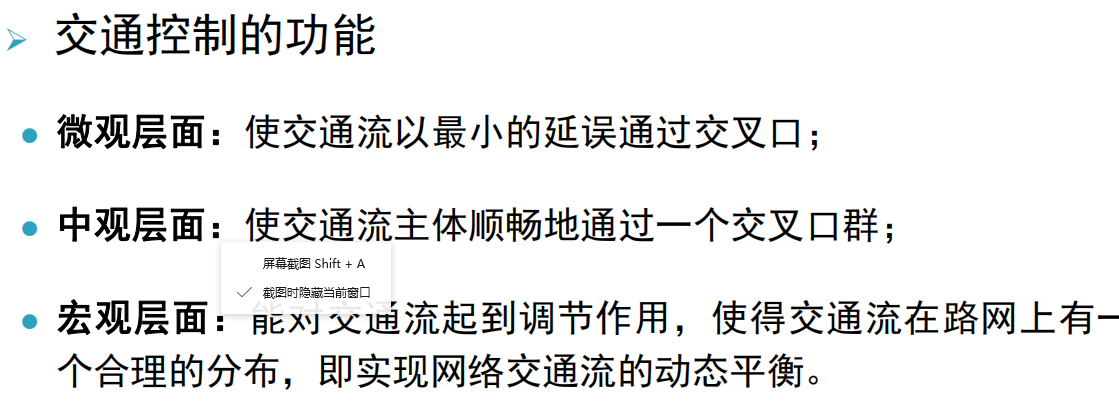 交通控制的功能
微观层面：使交通流以最小的延误通过交叉口；
中观层面：使交通流主体顺畅地通过一个交叉口群；
屏幕截图 Shift + A
截图时隐藏当前窗口
宏观层面：能对交通流起到调节作用，使得交通流在路网上有一
个合理的分布，即实现网络交通流的动态平衡。